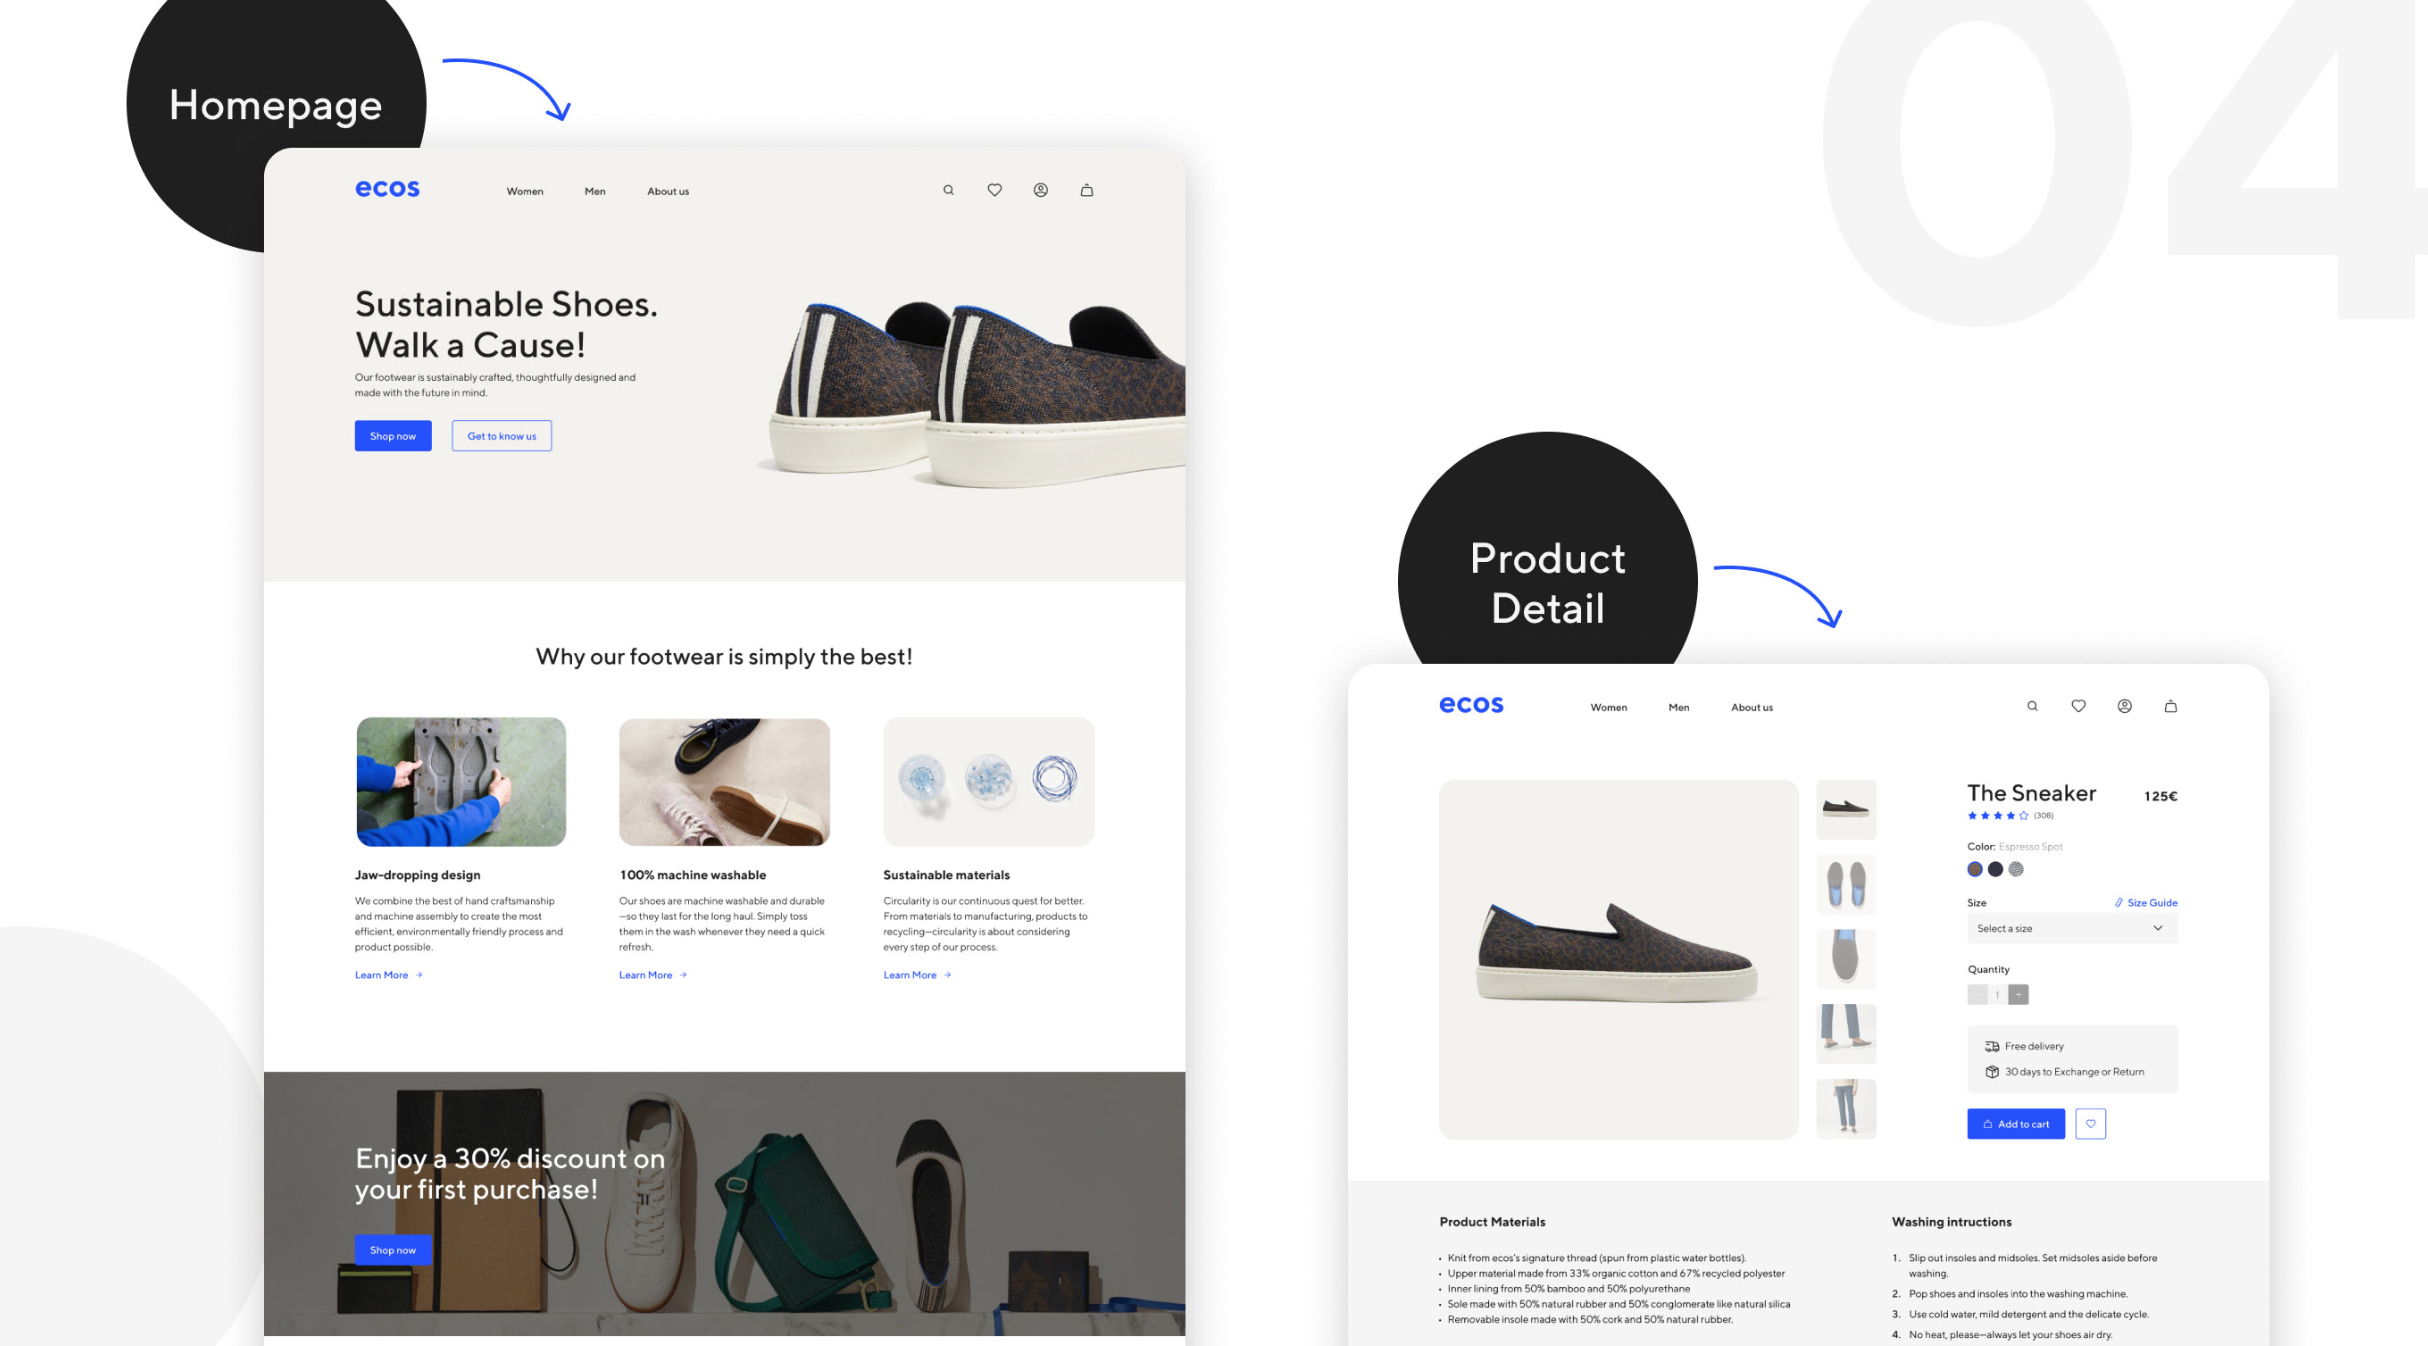 04
Homepage
ecos
Women
Men
About us
Sustainable Shoes.
Walk a Cause!
Our footwear is sustainably crafted, thoughtfully designed and
made with the future in mind.
Shop now
Get to know us
Why our footwear is simply the best!
Jaw-dropping design
We combine the best of hand craftsmanship
and machine assembly to create the most
efficient, environmentally friendly process and
product possible.
Learn More
100% machine washable
Our shoes are machine washable and durable
—so they last for the long haul. Simply toss
them in the wash whenever they need a quick
refresh.
Learn More
Sustainable materials
Circularity is our continuous quest for better.
From materials to manufacturing, products to
recycling—circularity is about considering
every step of our process.
Learn More
Enjoy a 30% discount on
your first purchase!
Shop now
Product
Detail
ecos
Women
Men
About us
The Sneaker
125€
(308)
Color: Espresso Spot
Size
Size Guide
Select a size
Quantity
- 1 +
Free delivery
30 days to Exchange or Return
Add to cart
Product Materials
• Knit from ecos's signature thread (spun from plastic water bottles).
• Upper material made from 33% organic cotton and 67% recycled polyester
• Inner lining from 50% bamboo and 50% polyurethane
• Sole made with 50% natural rubber and 50% conglomerate like natural silica
• Removable insole made with 50% cork and 50% natural rubber.
Washing intructions
1. Slip out insoles and midsoles. Set midsoles aside before
washing.
2. Pop shoes and insoles into the washing machine.
3. Use cold water, mild detergent and the delicate cycle.
4. No heat, please—always let your shoes air dry.